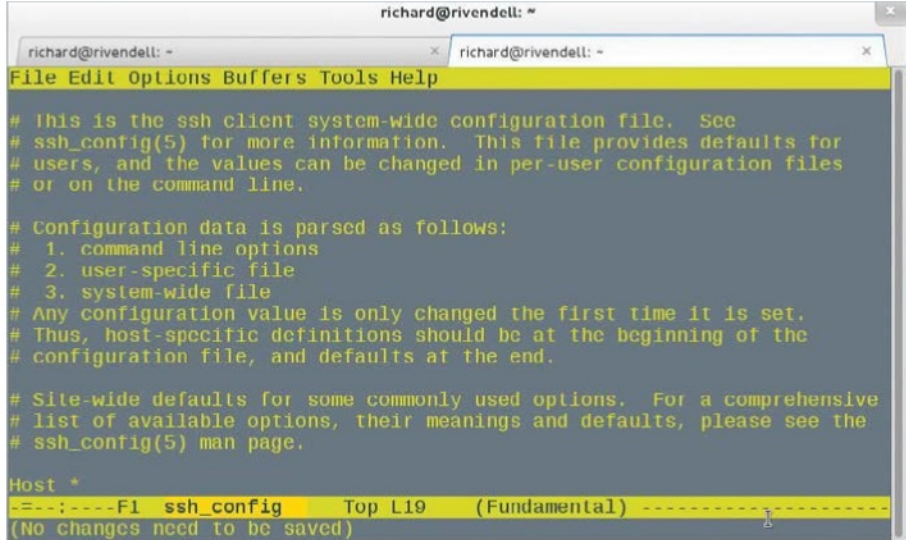 richard@rivendell: ~
richard@rivendell: ~ × richard@rivendell: ~ ×
File Edit Options Buffers Tools Help
# This is the ssh client system-wide configuration file.  See
# ssh_config(5) for more information.  This file provides defaults for
# users, and the values can be changed in per-user configuration files
# or on the command line.
# Configuration data is parsed as follows:
#  1. command line options
#  2. user-specific file
#  3. system-wide file
# Any configuration value is only changed the first time it is set.
# Thus, host-specific definitions should be at the beginning of the
# configuration file, and defaults at the end.
# Site-wide defaults for some commonly used options.  For a comprehensive
# list of available options, their meanings and defaults, please see the
# ssh_config(5) man page.
Host *
-=--:----F1  ssh_config      Top L19    (Fundamental) ---------------------
(No changes need to be saved)